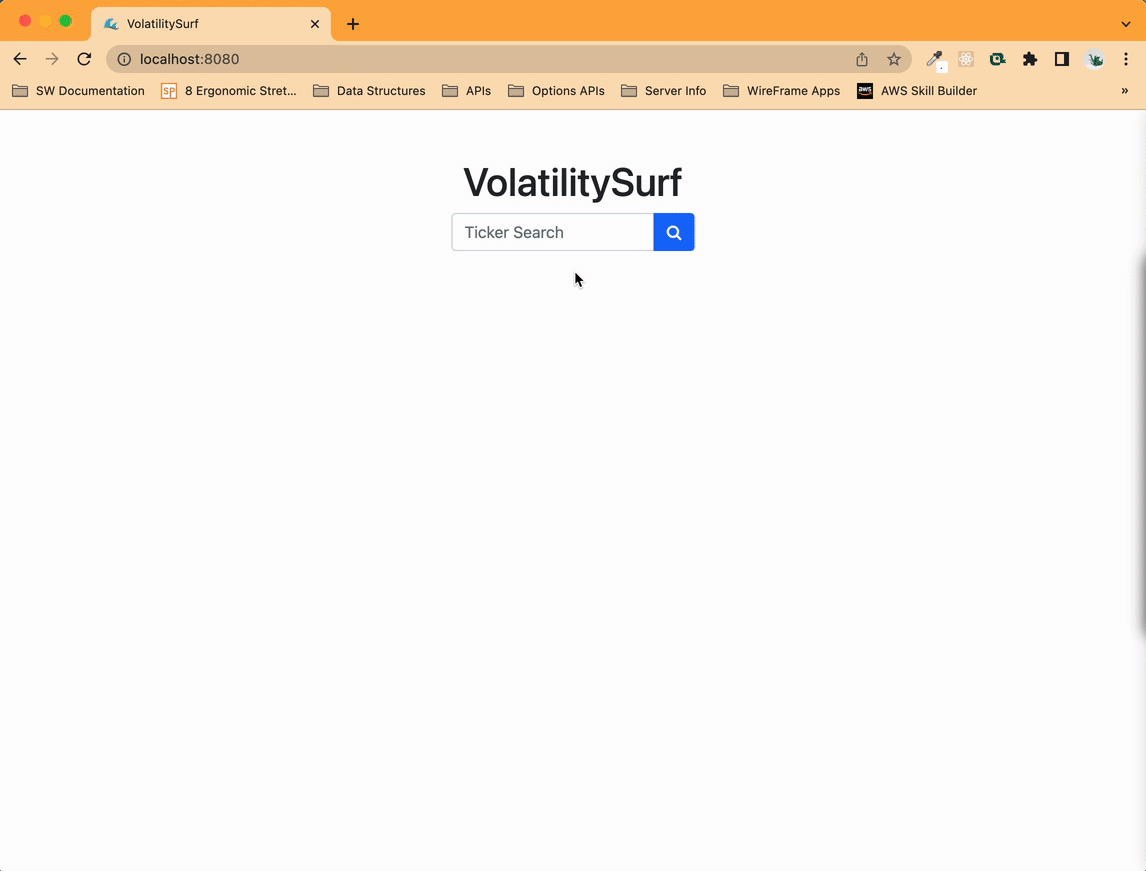 VolatilitySurf
localhost:8080
SW Documentation SP 8 Ergonomic Stret... Data Structures APIs Options APIs Server Info WireFrame Apps aws AWS Skill Builder »
VolatilitySurf
Ticker Search